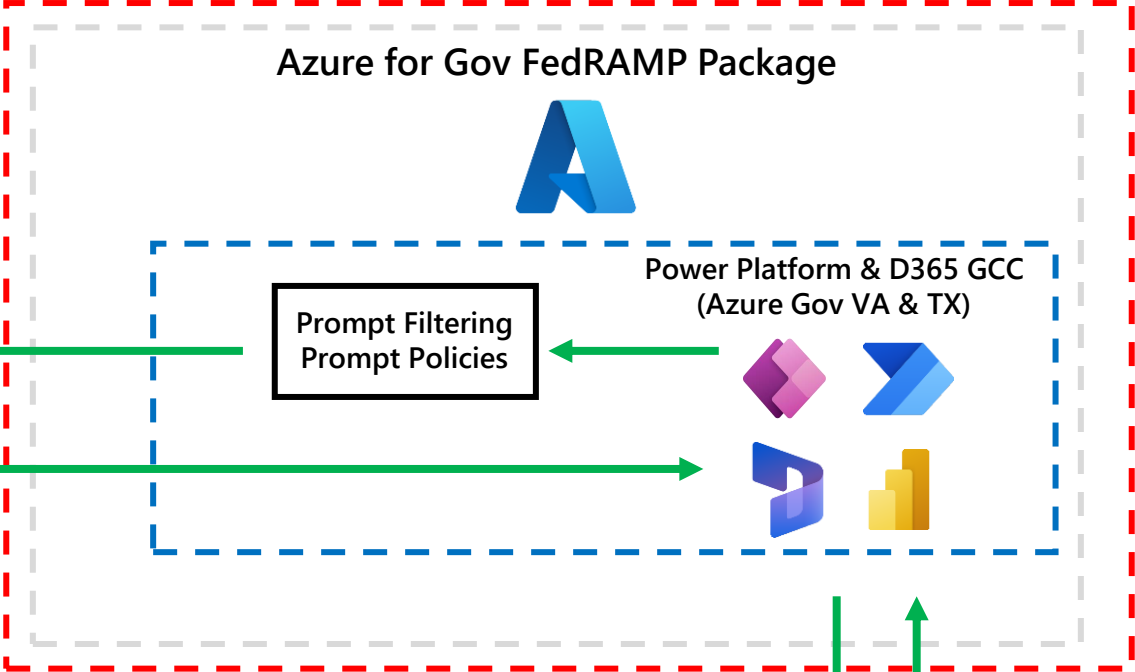 Azure for Gov FedRAMP Package
Power Platform & D365 GCC
(Azure Gov VA & TX)
Prompt Filtering
Prompt Policies